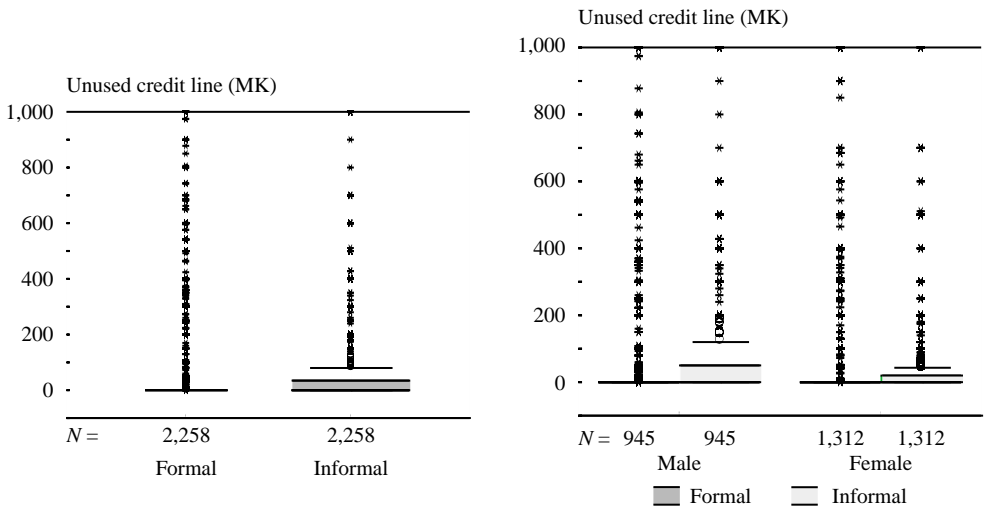 Unused credit line (MK)
1,000
800
600
400
200
0
N = 2,258 2,258
Formal Informal
Unused credit line (MK)
1,000
800
600
400
200
0
N = 945 945 1,312 1,312
Male Female
Formal Informal